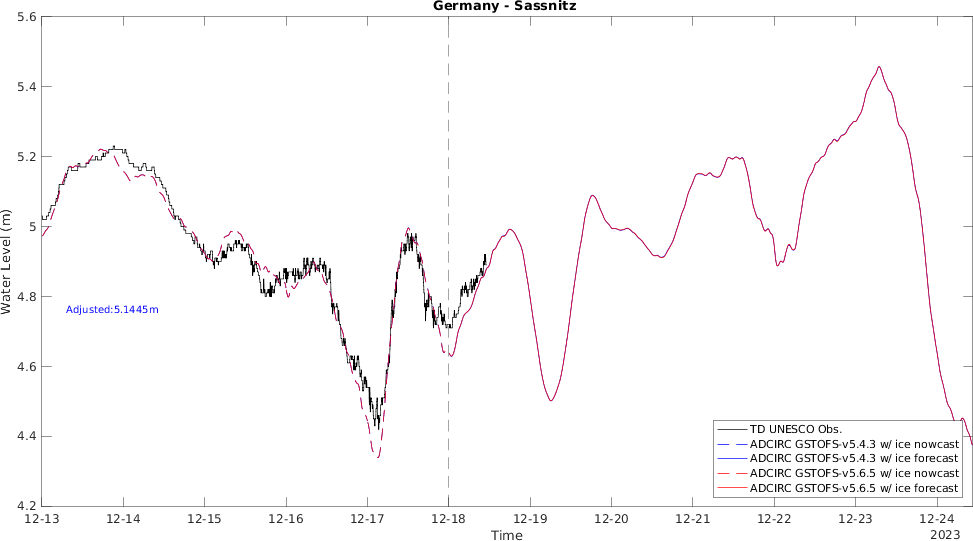 Germany - Sassnitz
5.6
5.4
5.2
5
4.8
4.6
4.4
4.2
Water Level (m)
Adjusted:5.1445m
TD UNESCO Obs.
ADCIRC GSTOFS-v5.4.3 w/ ice nowcast
ADCIRC GSTOFS-v5.4.3 w/ ice forecast
ADCIRC GSTOFS-v5.6.5 w/ ice nowcast
ADCIRC GSTOFS-v5.6.5 w/ ice forecast
12-13 12-14 12-15 12-16 12-17 12-18 12-19 12-20 12-21 12-22 12-23 12-24
Time
2023